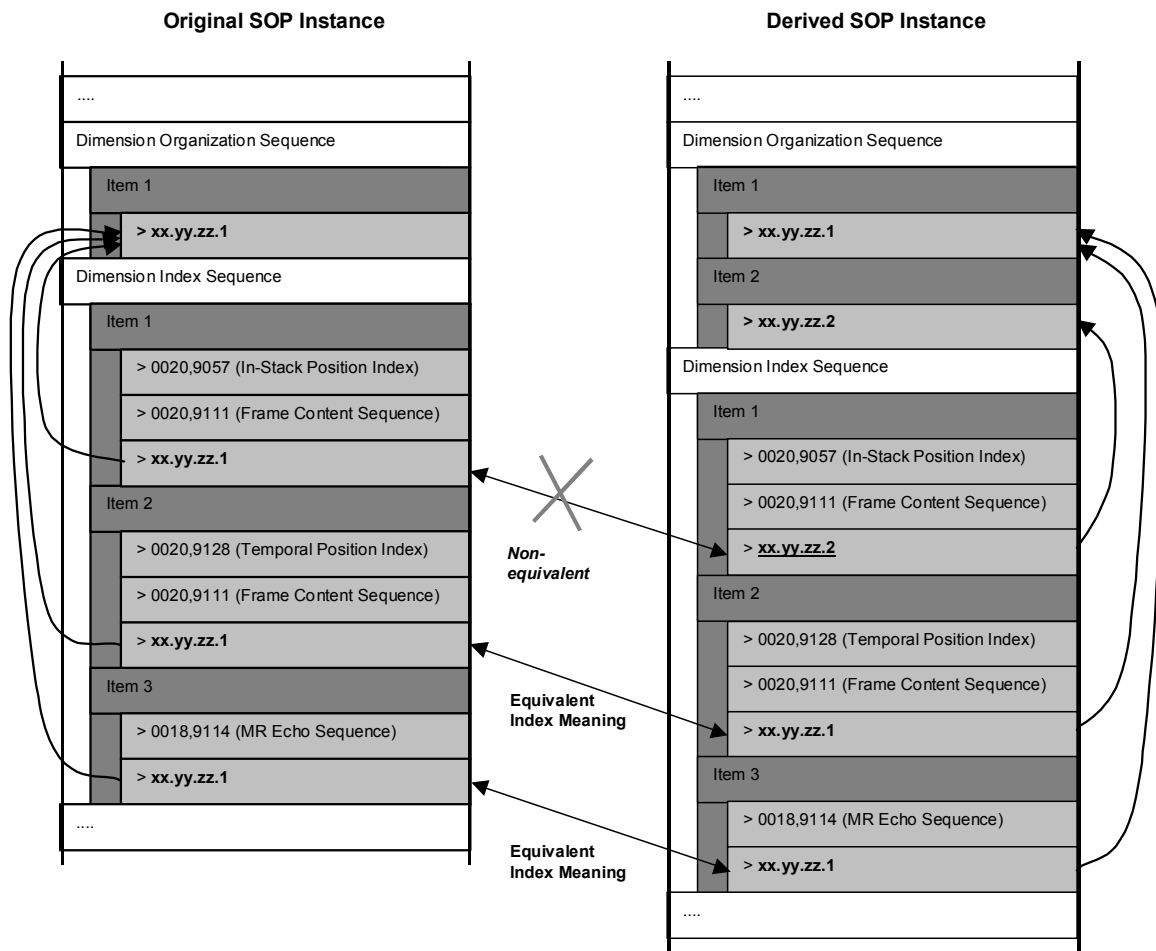 Original SOP Instance
....
Dimension Organization Sequence
Item 1
> xx.yy.zz.1
Dimension Index Sequence
Item 1
> 0020,9057 (In-Stack Position Index)
> 0020,9111 (Frame Content Sequence)
> xx.yy.zz.1
Item 2
> 0020,9128 (Temporal Position Index)
> 0020,9111 (Frame Content Sequence)
> xx.yy.zz.1
Item 3
> 0018,9114 (MR Echo Sequence)
> xx.yy.zz.1
....
Non-
equivalent
Equivalent
Index Meaning
Equivalent
Index Meaning
Derived SOP Instance
....
Dimension Organization Sequence
Item 1
> xx.yy.zz.1
Item 2
> xx.yy.zz.2
Dimension Index Sequence
Item 1
> 0020,9057 (In-Stack Position Index)
> 0020,9111 (Frame Content Sequence)
> xx.yy.zz.2
Item 2
> 0020,9128 (Temporal Position Index)
> 0020,9111 (Frame Content Sequence)
> xx.yy.zz.1
Item 3
> 0018,9114 (MR Echo Sequence)
> xx.yy.zz.1
....